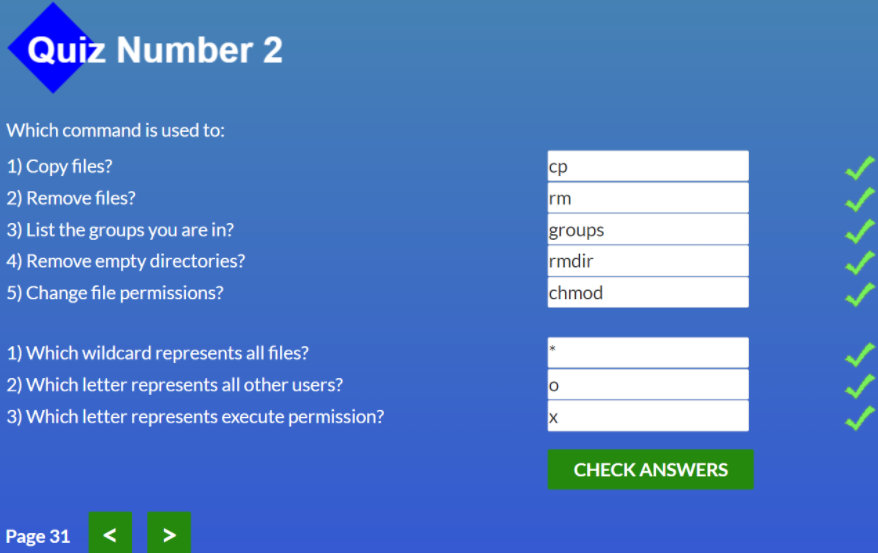 Quiz Number 2
Which command is used to:
1) Copy files? cp
2) Remove files? rm
3) List the groups you are in? groups
4) Remove empty directories? rmdir
5) Change file permissions? chmod
1) Which wildcard represents all files? *
2) Which letter represents all other users? o
3) Which letter represents execute permission? x
CHECK ANSWERS
Page 31 < >